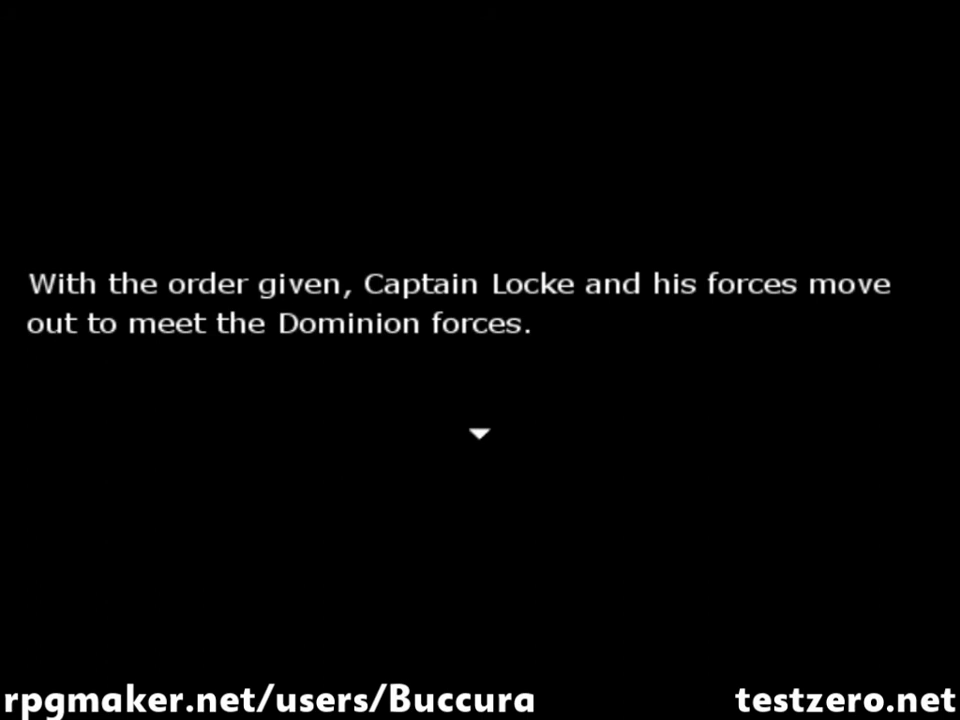 With the order given, Captain Locke and his forces move
out to meet the Dominion forces.
rpgmaker.net/users/Buccura
testzero.net